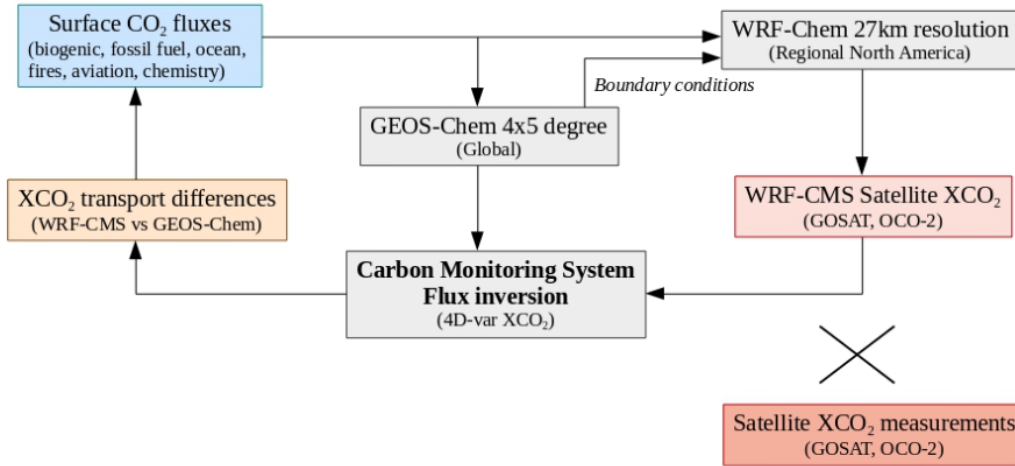 Surface CO₂ fluxes
(biogenic, fossil fuel, ocean,
fires, aviation, chemistry)
WRF-Chem 27km resolution
(Regional North America)
Boundary conditions
GEOS-Chem 4x5 degree
(Global)
XCO₂ transport differences
(WRF-CMS vs GEOS-Chem)
WRF-CMS Satellite XCO₂
(GOSAT, OCO-2)
Carbon Monitoring System
Flux inversion
(4D-var XCO₂)
Satellite XCO₂ measurements
(GOSAT, OCO-2)